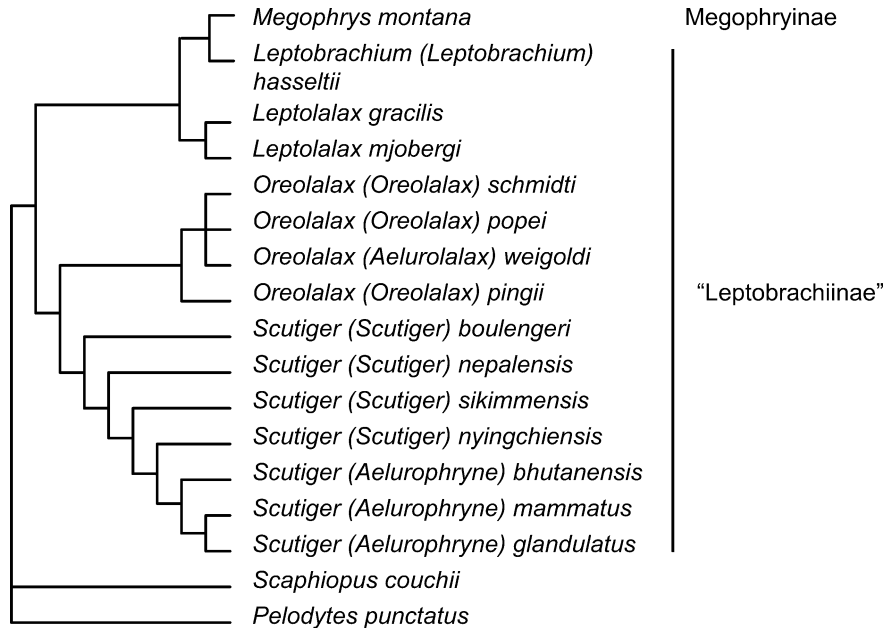 Megophrys montana Megophryinae
Leptobrachium (Leptobrachium)
hasseltii
Leptolalax gracilis
Leptolalax mjobergi
Oreolalax (Oreolalax) schmidti
Oreolalax (Oreolalax) popei
Oreolalax (Aelurolalax) weigoldi
Oreolalax (Oreolalax) pingii
“Leptobrachiinae”
Scutiger (Scutiger) boulengeri
Scutiger (Scutiger) nepalensis
Scutiger (Scutiger) sikimmensis
Scutiger (Scutiger) nyingchiensis
Scutiger (Aelurophryne) bhutanensis
Scutiger (Aelurophryne) mammatus
Scutiger (Aelurophryne) glandulatus
Scaphiopus couchii
Pelodytes punctatus